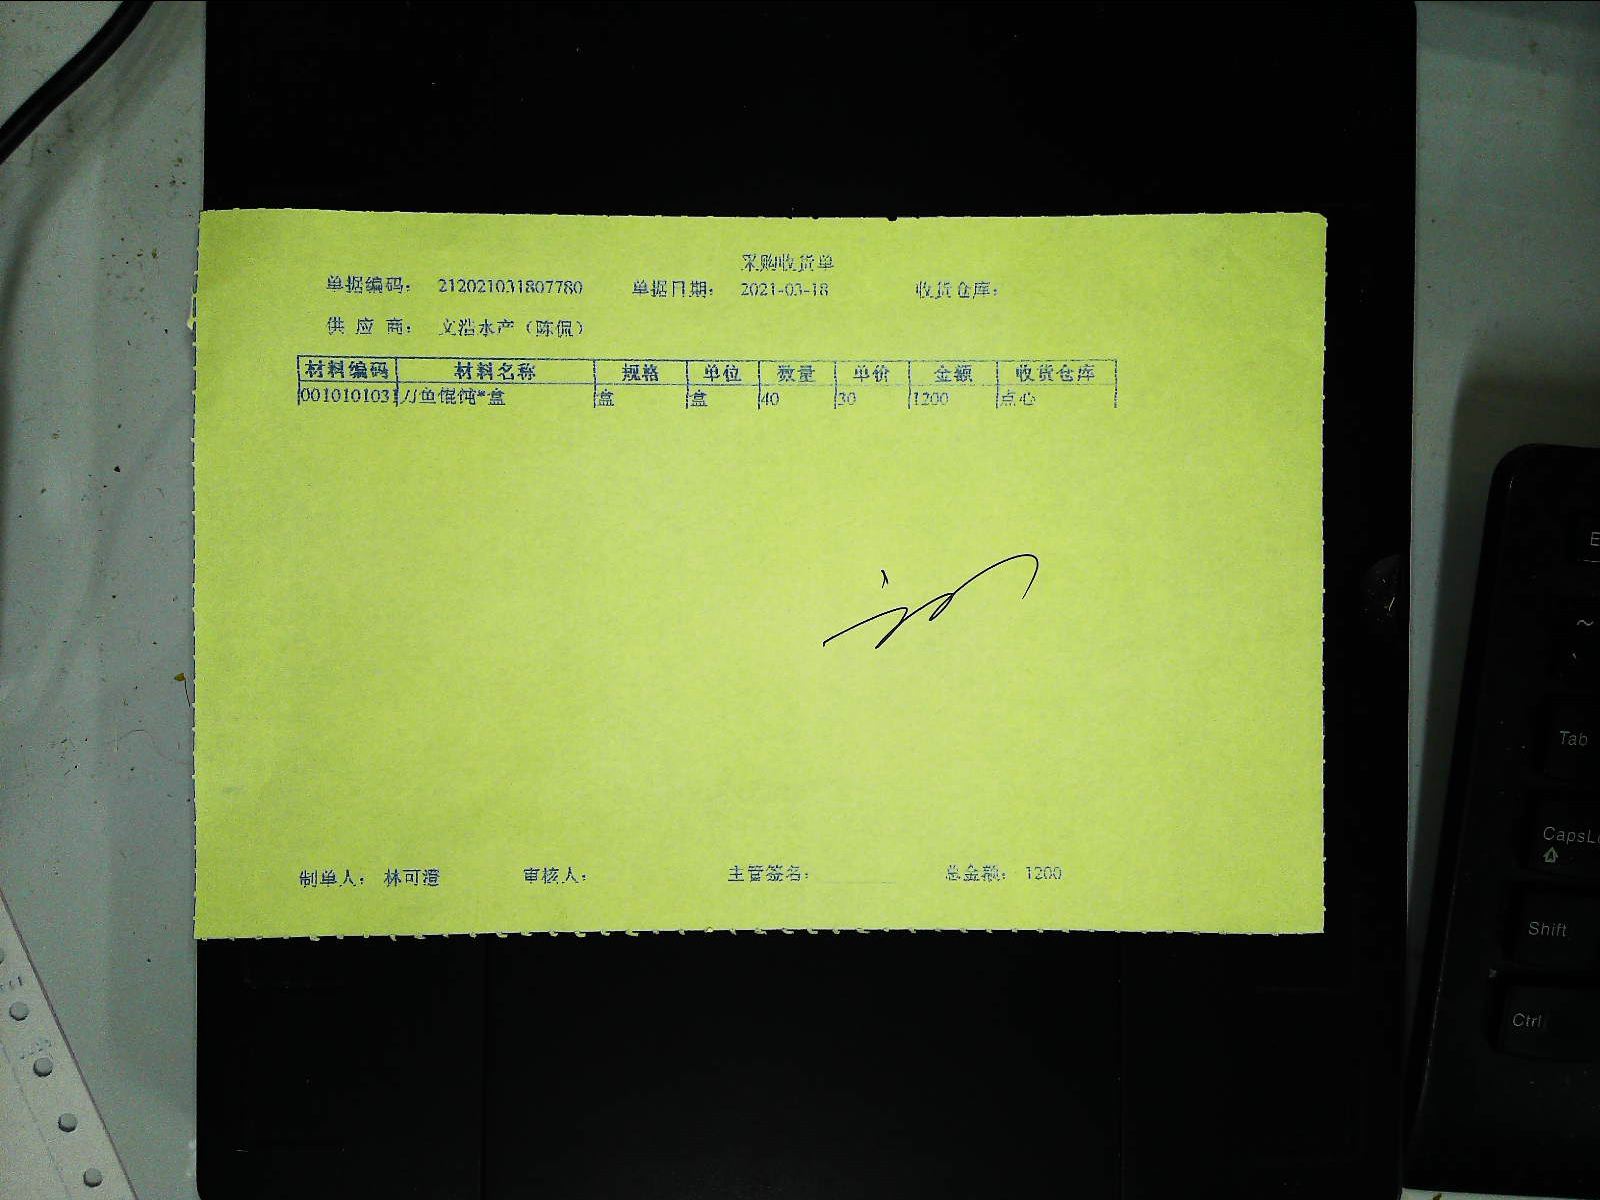 采购收货单
单据编码： 212021031807780 单据日期： 2021-03-18 收货仓库：
供 应 商： 文浩水产（陈侃）
材料编码 材料名称 规格 单位 数量 单价 金额 收货仓库
0010101031 刀鱼馄饨*盒 盒 盒 40 30 1200 点心
制单人： 林可澄 审核人： 主管签名： 总金额： 1200
E
~
Tab
CapsLo
Shift
Ctrl